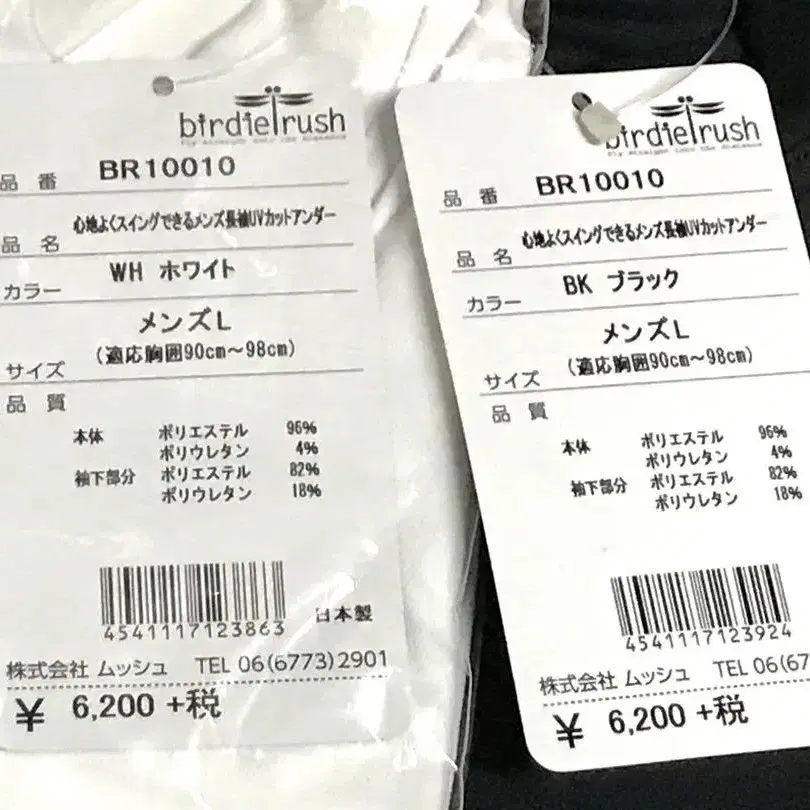 birdie rush
品番 BR10010
品名 心地よくスイングできるメンズ長袖UVカットアンダー
カラー WH ホワイト
メンズL
サイズ (適応胸囲90cm〜98cm)
品質
本体 ポリエステル 96%
ポリウレタン 4%
袖下部分 ポリエステル 82%
ポリウレタン 18%
4541117123863
日本製
株式会社 ムッシュ TEL 06(6773)2901
¥ 6,200 +税
birdie rush
Fly Straight into the Distance
品番 BR10010
品名 心地よくスイングできるメンズ長袖UVカットアンダー
カラー BK ブラック
メンズL
サイズ (適応胸囲90cm〜98cm)
品質
本体 ポリエステル 96%
ポリウレタン 4%
袖下部分 ポリエステル 82%
ポリウレタン 18%
4541117123924
株式会社 ムッシュ TEL 06(67
¥ 6,200 +税